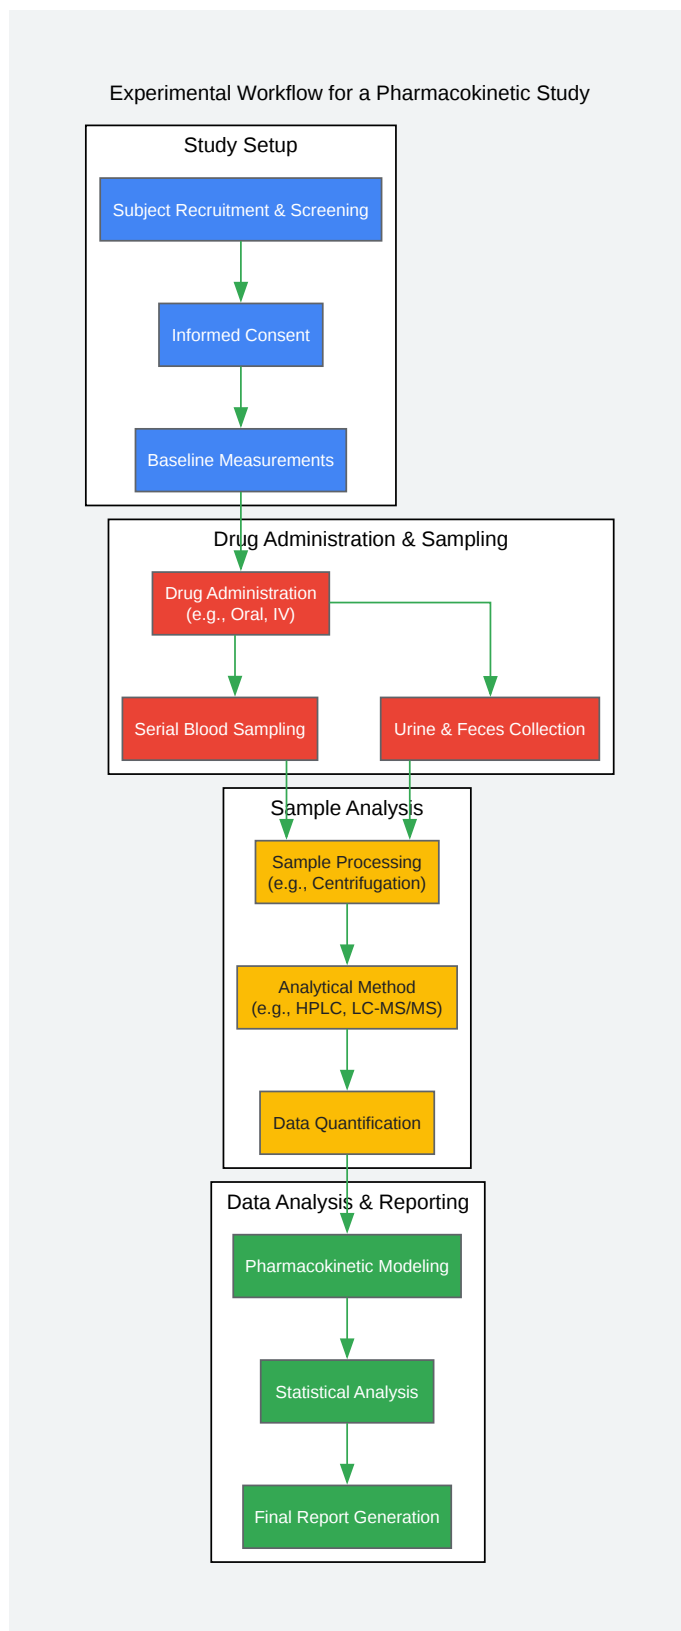 Experimental Workflow for a Pharmacokinetic Study
Study Setup
Subject Recruitment & Screening
Informed Consent
Baseline Measurements
Drug Administration & Sampling
Drug Administration
(e.g., Oral, IV)
Serial Blood Sampling
Urine & Feces Collection
Sample Analysis
Sample Processing
(e.g., Centrifugation)
Analytical Method
(e.g., HPLC, LC-MS/MS)
Data Quantification
Data Analysis & Reporting
Pharmacokinetic Modeling
Statistical Analysis
Final Report Generation